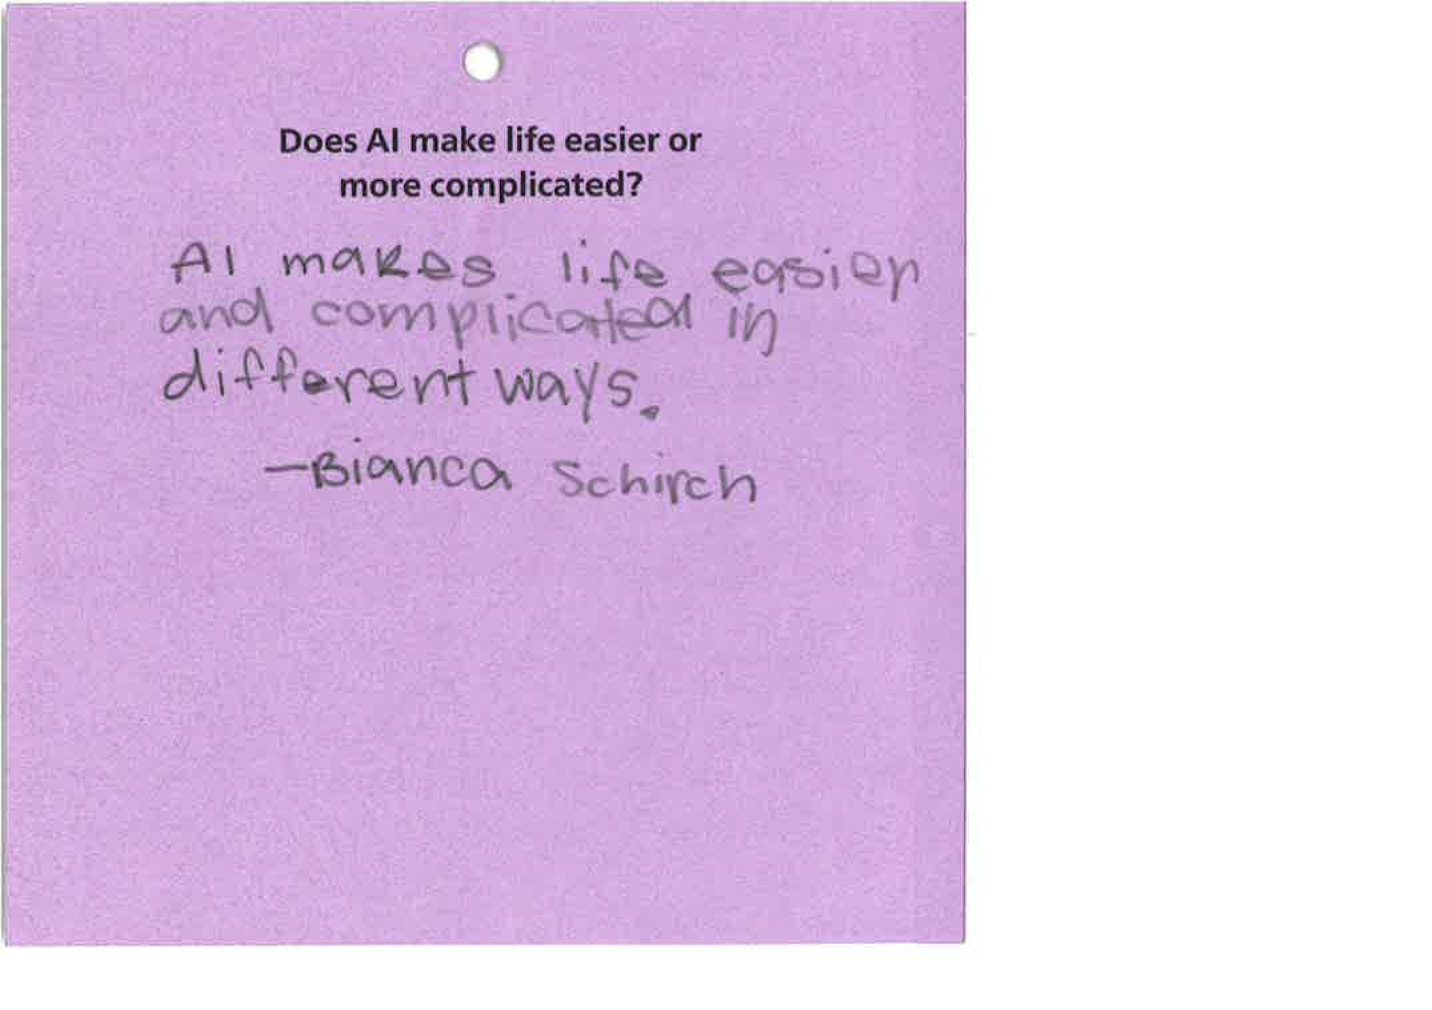 Does AI make life easier or
more complicated?
AI makes life easier
and complicated in
different ways.
—Bianca Schirch